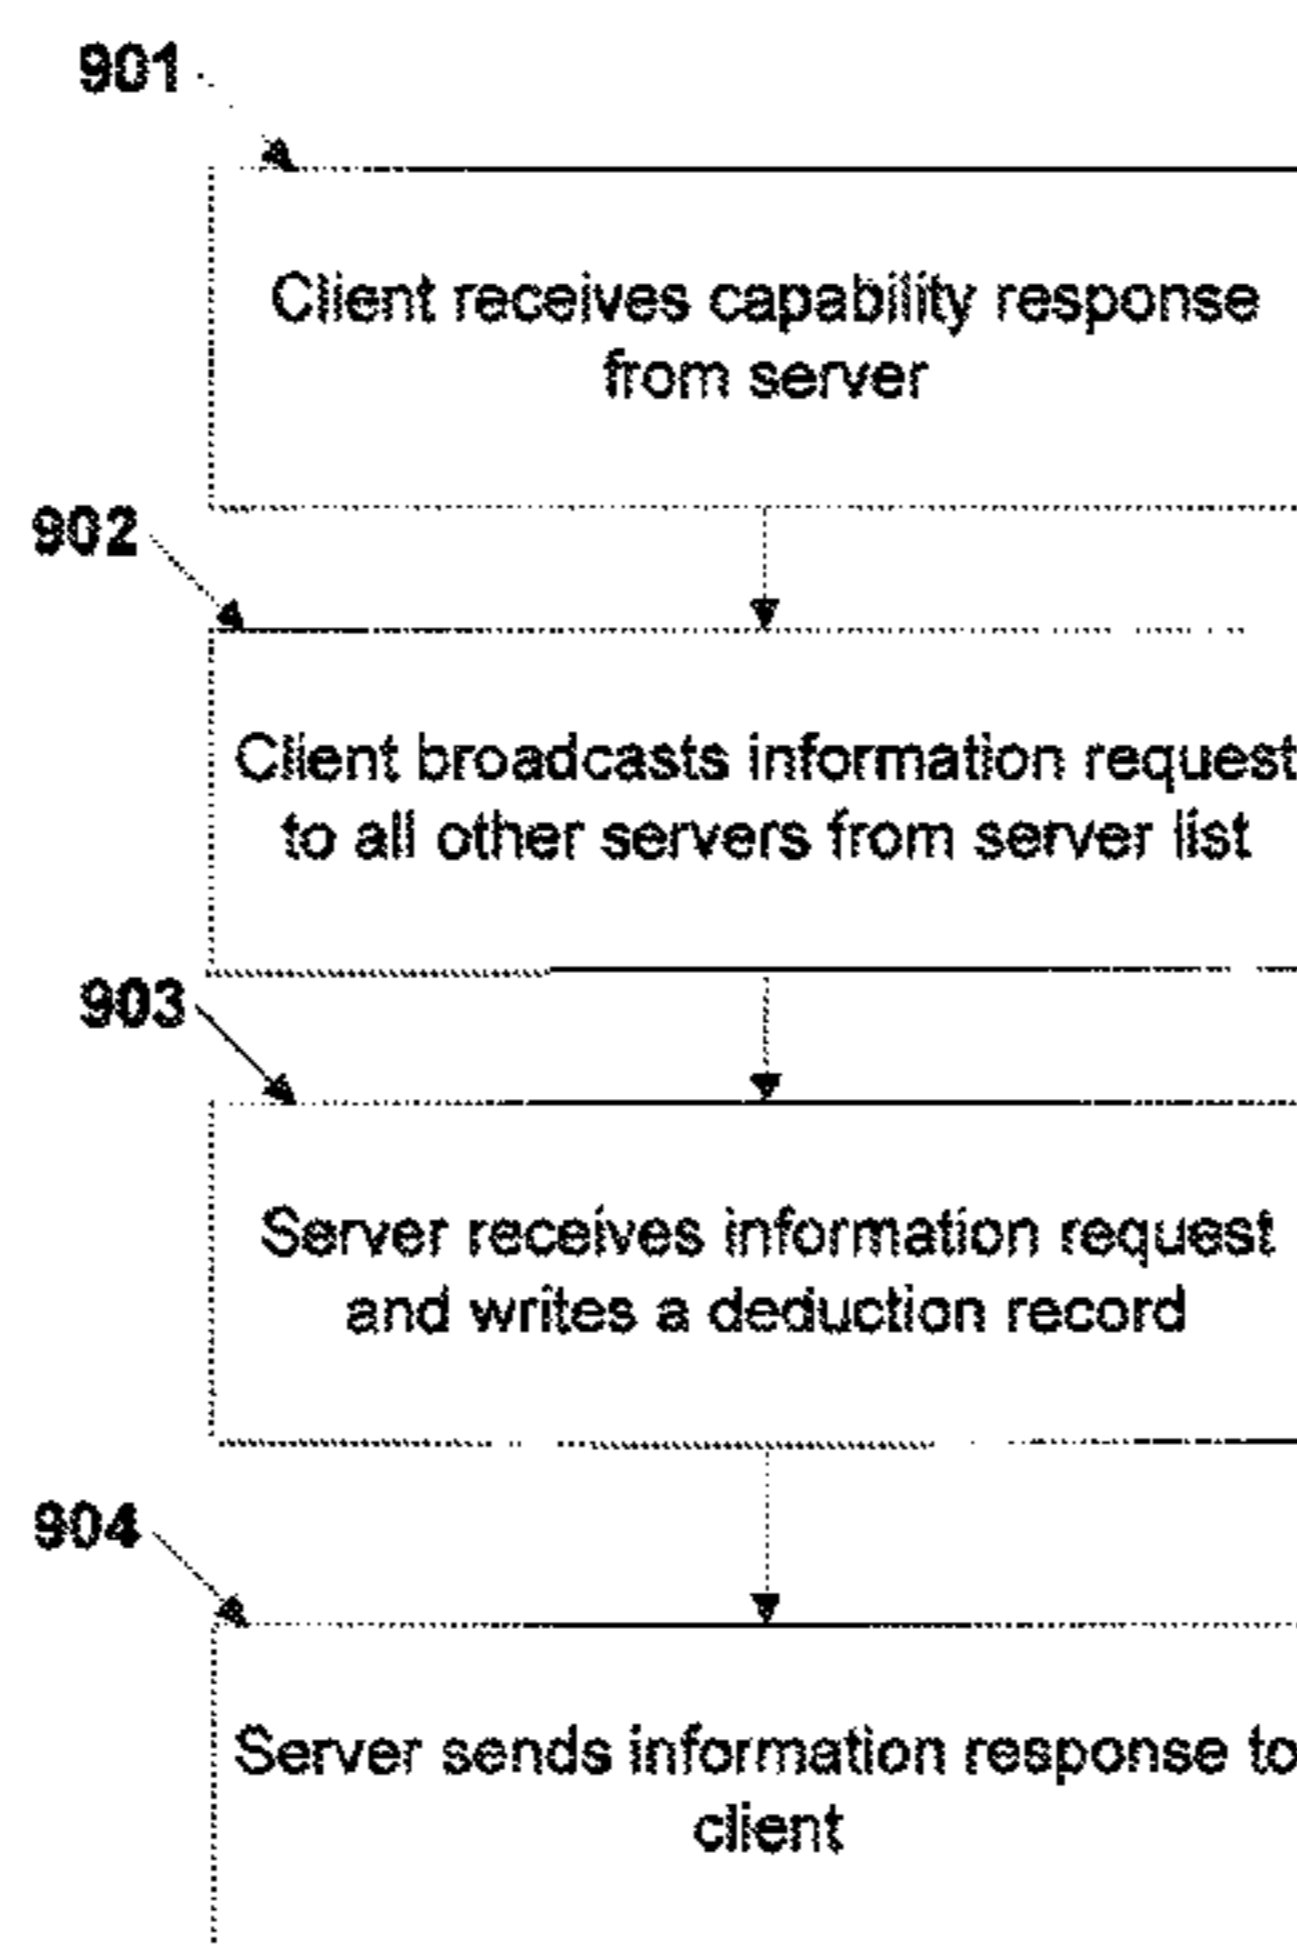 901
Client receives capability response
from server
902
Client broadcasts information request
to all other servers from server list
903
Server receives information request
and writes a deduction record
904
Server sends information response to
client